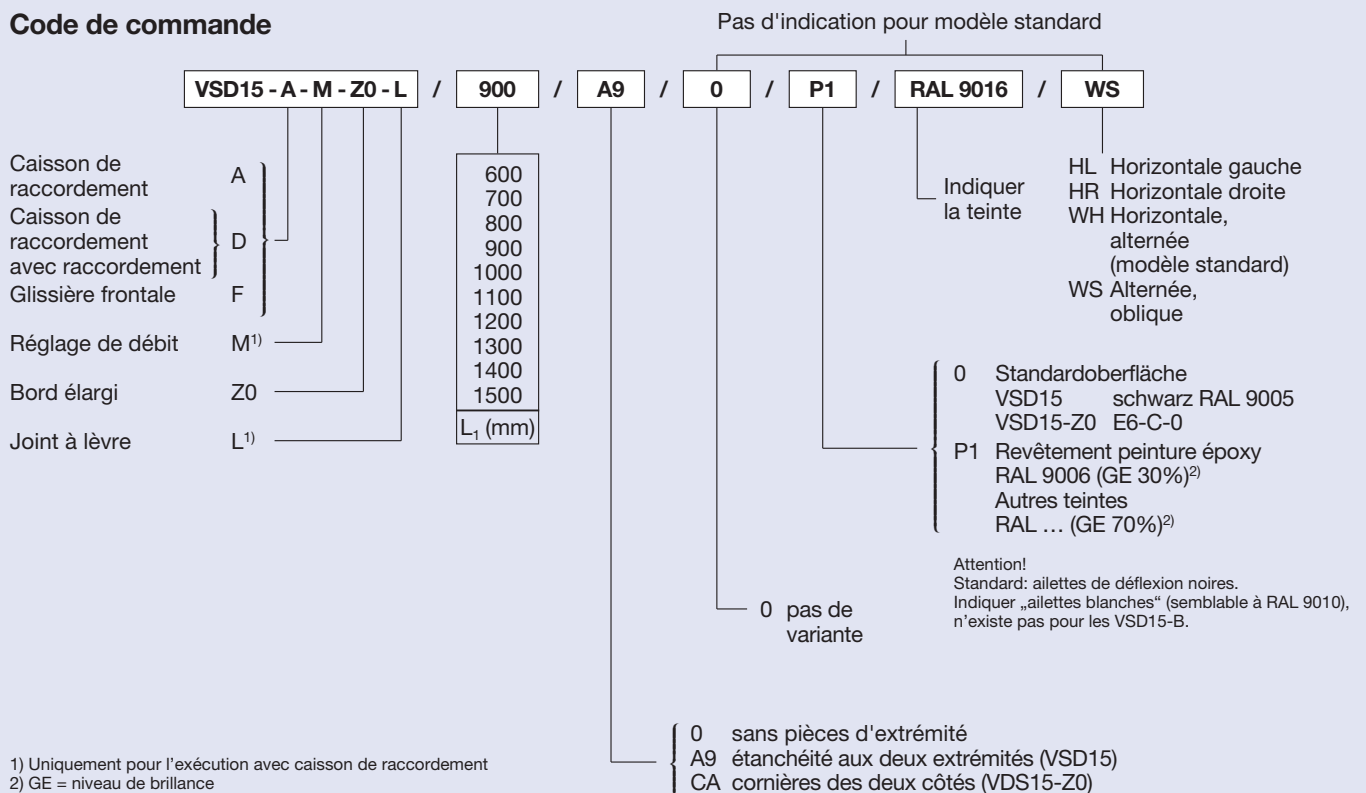 Code de commande
Pas d'indication pour modèle standard
VSD15 - A - M - Z0 - L / 900 / A9 / 0 / P1 / RAL 9016 / WS
Caisson de
raccordement A
Caisson de
raccordement
avec raccordement D
Glissière frontale F
Réglage de débit M1)
Bord élargi Z0
Joint à lèvre L1)
600
700
800
900
1000
1100
1200
1300
1400
1500
L1 (mm)
Indiquer
la teinte
HL Horizontale gauche
HR Horizontale droite
WH Horizontale,
alternée
(modèle standard)
WS Alternée,
oblique
0 Standardoberfläche
VSD15 schwarz RAL 9005
VSD15-Z0 E6-C-0
P1 Revêtement peinture époxy
RAL 9006 (GE 30%)2)
Autres teintes
RAL … (GE 70%)2)
Attention!
Standard: ailettes de déflexion noires.
Indiquer „ailettes blanches“ (semblable à RAL 9010),
n'existe pas pour les VSD15-B.
0 pas de
variante
0 sans pièces d'extrémité
A9 étanchéité aux deux extrémités (VSD15)
CA cornières des deux côtés (VDS15-Z0)
1) Uniquement pour l'exécution avec caisson de raccordement
2) GE = niveau de brillance